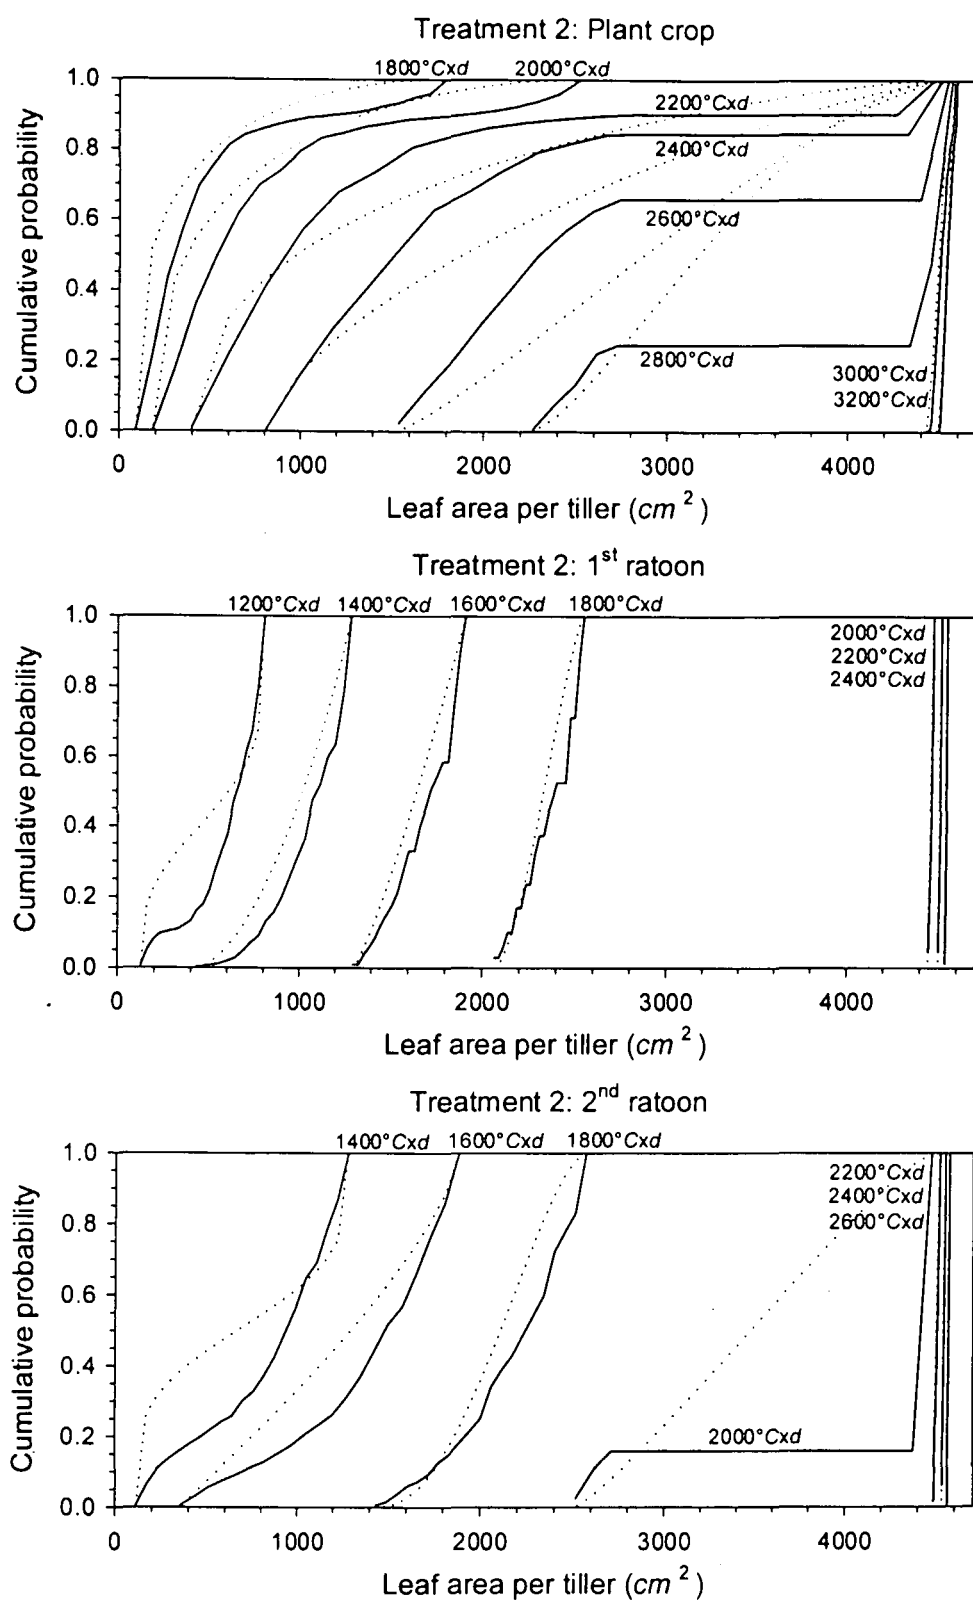 Treatment 2: Plant crop
1800°Cxd 2000°Cxd
2200°Cxd
2400°Cxd
2600°Cxd
2800°Cxd
3000°Cxd
3200°Cxd
Cumulative probability
1.0
0.8
0.6
0.4
0.2
0.0
0 1000 2000 3000 4000
Leaf area per tiller (cm²)
Treatment 2: 1st ratoon
1200°Cxd 1400°Cxd 1600°Cxd 1800°Cxd
2000°Cxd
2200°Cxd
2400°Cxd
Cumulative probability
1.0
0.8
0.6
0.4
0.2
0.0
0 1000 2000 3000 4000
Leaf area per tiller (cm²)
Treatment 2: 2nd ratoon
1400°Cxd 1600°Cxd 1800°Cxd
2200°Cxd
2400°Cxd
2600°Cxd
2000°Cxd
Cumulative probability
1.0
0.8
0.6
0.4
0.2
0.0
0 1000 2000 3000 4000
Leaf area per tiller (cm²)